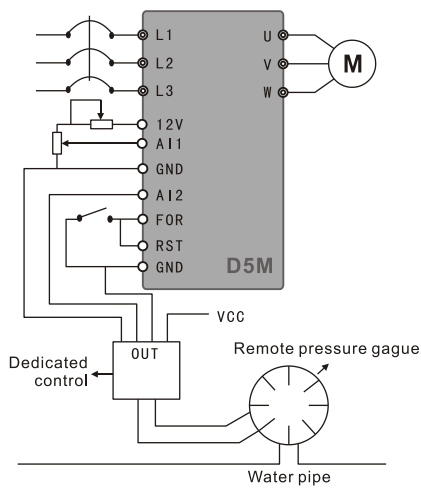 L1
U
L2
V
M
L3
W
12V
AI1
GND
AI2
FOR
RST
GND
D5M
VCC
OUT
Remote pressure gague
Dedicated
control
Water pipe